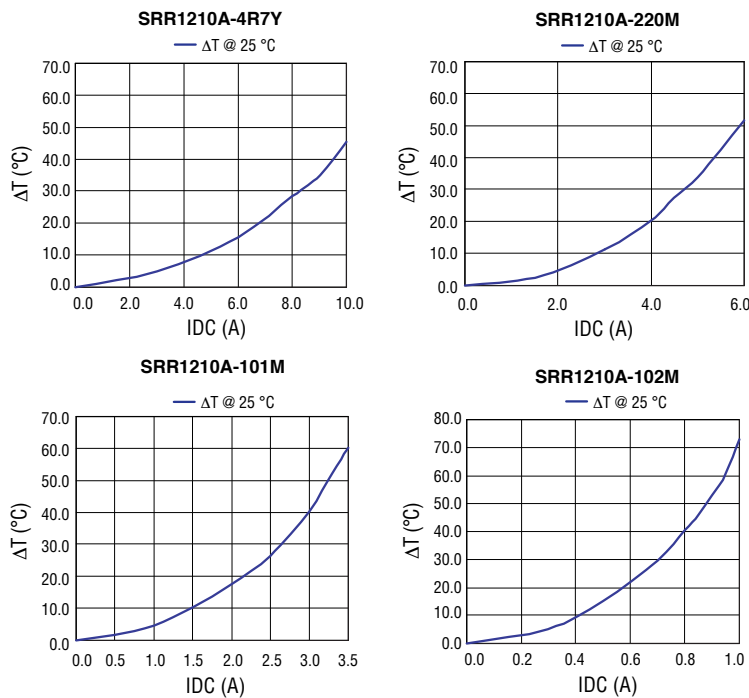 SRR1210A-4R7Y
ΔT @ 25 °C
70.0
60.0
50.0
40.0
30.0
20.0
10.0
0.0
ΔT (°C)
0.0 2.0 4.0 6.0 8.0 10.0
IDC (A)
SRR1210A-220M
ΔT @ 25 °C
70.0
60.0
50.0
40.0
30.0
20.0
10.0
0.0
ΔT (°C)
0.0 2.0 4.0 6.0
IDC (A)
SRR1210A-101M
ΔT @ 25 °C
70.0
60.0
50.0
40.0
30.0
20.0
10.0
0.0
ΔT (°C)
0.0 0.5 1.0 1.5 2.0 2.5 3.0 3.5
IDC (A)
SRR1210A-102M
ΔT @ 25 °C
80.0
70.0
60.0
50.0
40.0
30.0
20.0
10.0
0.0
ΔT (°C)
0.0 0.2 0.4 0.6 0.8 1.0
IDC (A)